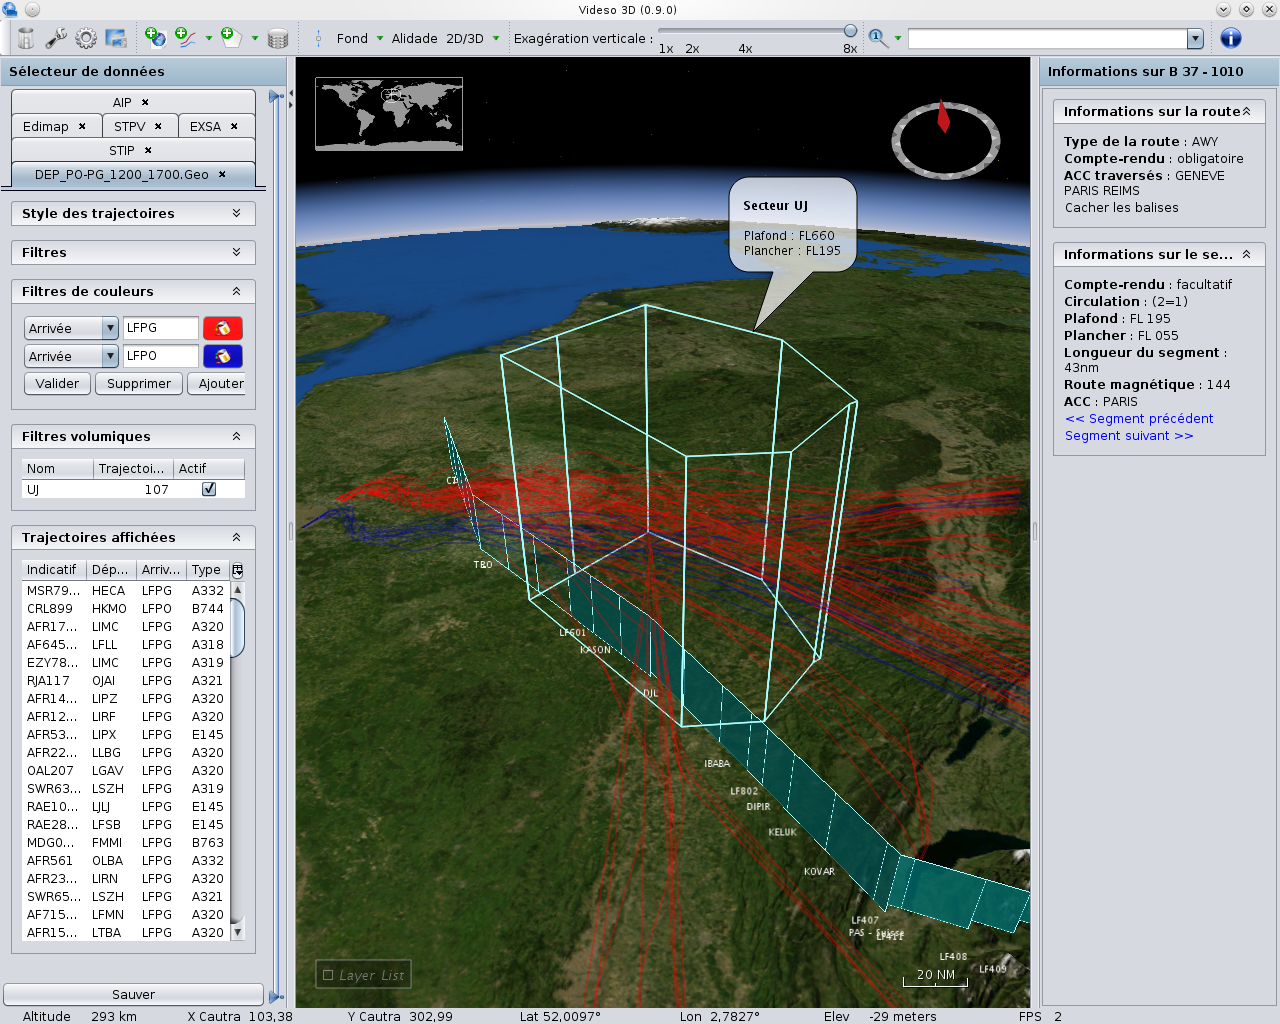 Videso 3D (0.9.0)
Fond
Alidade
2D/3D
Exagération verticale :
1x 2x 4x 8x
Sélecteur de données
AIP
Edimap
STPV
EXSA
STIP
DEP_PO-PG_1200_1700.Geo
Style des trajectoires
Filtres
Filtres de couleurs
Arrivée LFPG
Arrivée LFPO
Valider Supprimer Ajouter
Filtres volumiques
Nom Trajectoi... Actif
UJ 107
Trajectoires affichées
Indicatif Dép... Arriv... Type
MSR79... HECA LFPG A332
CRL899 HKMO LFPO B744
AFR17... LIMC LFPG A320
AF645... LFLL LFPG A318
EZY78... LIMC LFPG A319
RJA117 OJAI LFPG A321
AFR14... LIPZ LFPG A320
AFR12... LIRF LFPG A320
AFR53... LIPX LFPG E145
AFR22... LLBG LFPG A320
OAL207 LGAV LFPG A320
SWR63... LSZH LFPG A319
RAE10... LJLJ LFPG E145
RAE28... LFSB LFPG E145
MDG0... FMMI LFPG B763
AFR561 OLBA LFPG A332
AFR23... LIRN LFPG A320
SWR65... LSZH LFPG A321
AF715... LFMN LFPG A320
AFR15... LTBA LFPG A320
Sauver
Secteur UJ
Plafond : FL660
Plancher : FL195
TRO
LF601
KASON
DJL
IBABA
LF802
DIPIR
KELUK
KOVAR
LF407
PAS - Suisse
LF408
LF409
Layer List
20 NM
Informations sur B 37 - 1010
Informations sur la route
Type de la route : AWY
Compte-rendu : obligatoire
ACC traversés : GENEVE
PARIS REIMS
Cacher les balises
Informations sur le se...
Compte-rendu : facultatif
Circulation : (2=1)
Plafond : FL 195
Plancher : FL 055
Longueur du segment :
43nm
Route magnétique : 144
ACC : PARIS
<< Segment précédent
Segment suivant >>
Altitude 293 km X Cautra 103,38 Y Cautra 302,99 Lat 52,0097° Lon 2,7827° Elev -29 meters FPS 2